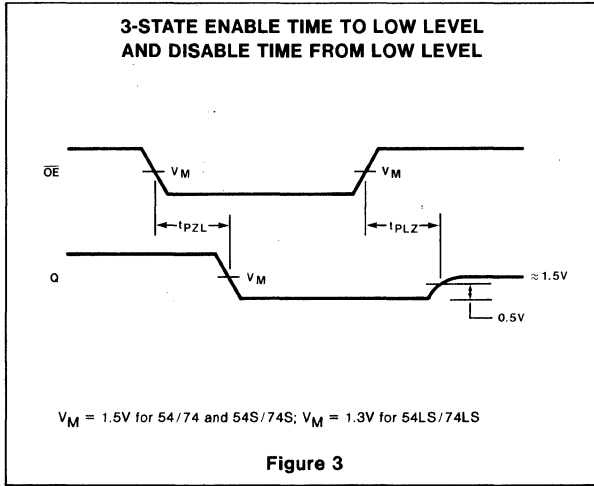 3-STATE ENABLE TIME TO LOW LEVEL
AND DISABLE TIME FROM LOW LEVEL
OE
VM
VM
tPZL
tPLZ
Q
VM
≈1.5V
0.5V
VM = 1.5V for 54/74 and 54S/74S; VM = 1.3V for 54LS/74LS
Figure 3